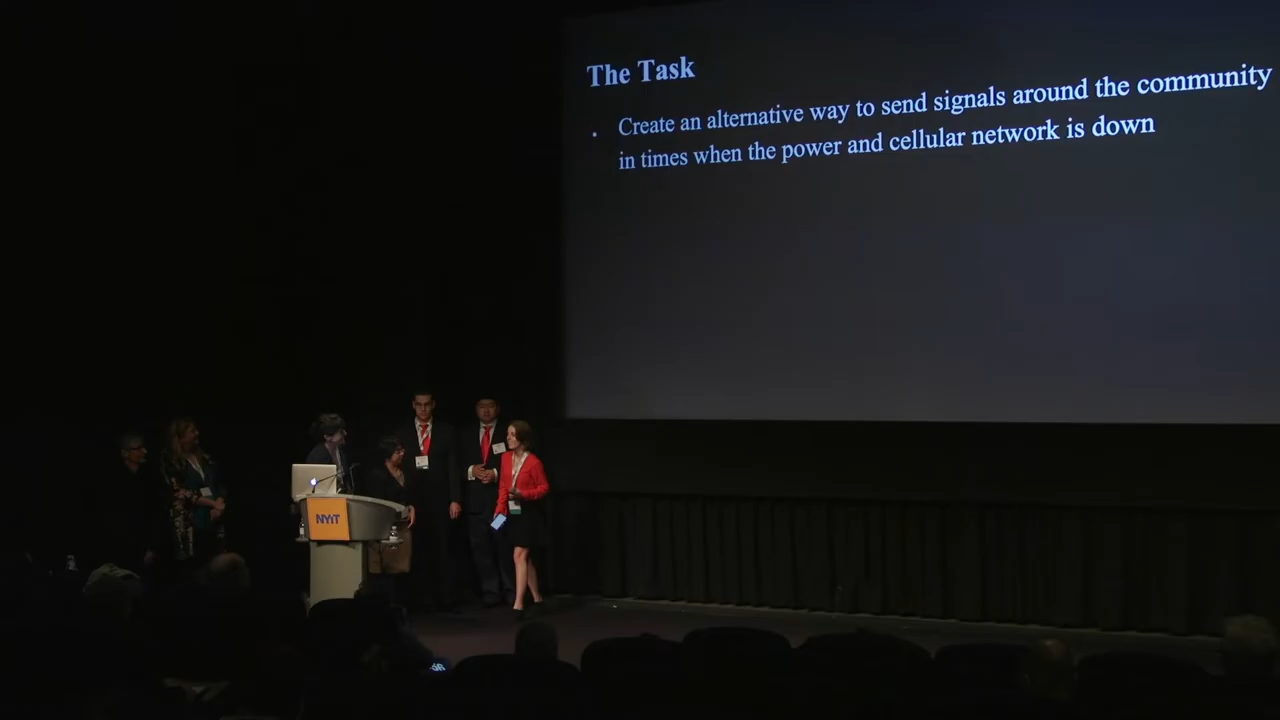 The Task
• Create an alternative way to send signals around the community
in times when the power and cellular network is down
NYiT